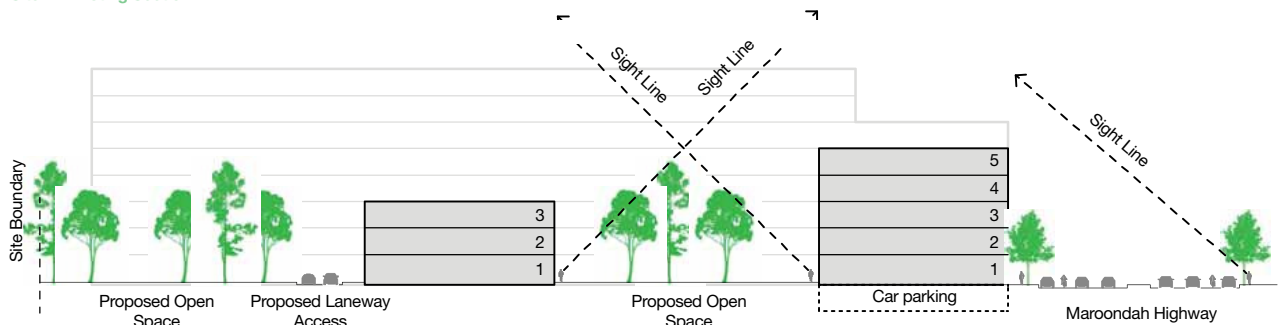 Sight Line
Sight Line
Sight Line
Site Boundary
5
4
3
2
1
3
2
1
Proposed Open
Space
Proposed Laneway
Access
Proposed Open
Space
Car parking
Maroondah Highway